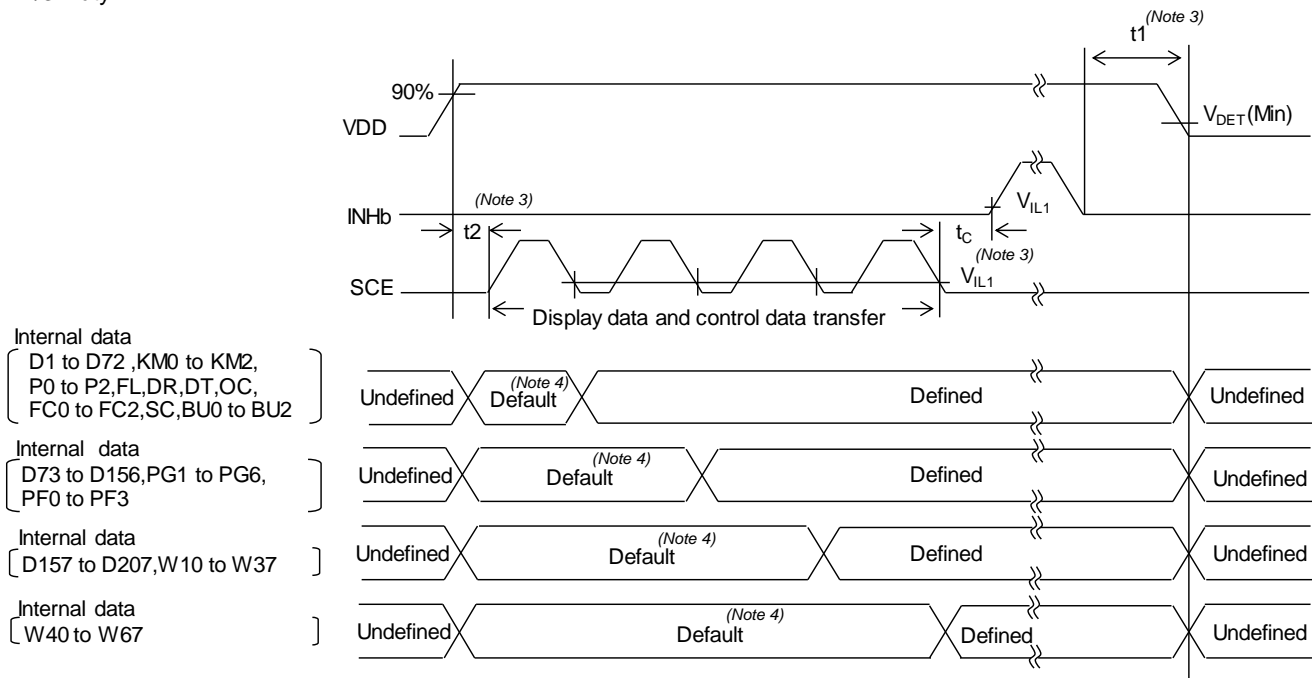 t1 (Note 3)
90%
VDD
VDET(Min)
(Note 3)
INHb
VIL1
t2
tC
(Note 3)
VIL1
SCE
Display data and control data transfer
Internal data
D1 to D72 ,KM0 to KM2,
P0 to P2,FL,DR,DT,OC,
FC0 to FC2,SC,BU0 to BU2
Undefined
(Note 4)
Default
Defined
Undefined
Internal data
D73 to D156,PG1 to PG6,
PF0 to PF3
Undefined
(Note 4)
Default
Defined
Undefined
Internal data
D157 to D207,W10 to W37
Undefined
(Note 4)
Default
Defined
Undefined
Internal data
W40 to W67
Undefined
(Note 4)
Default
Defined
Undefined